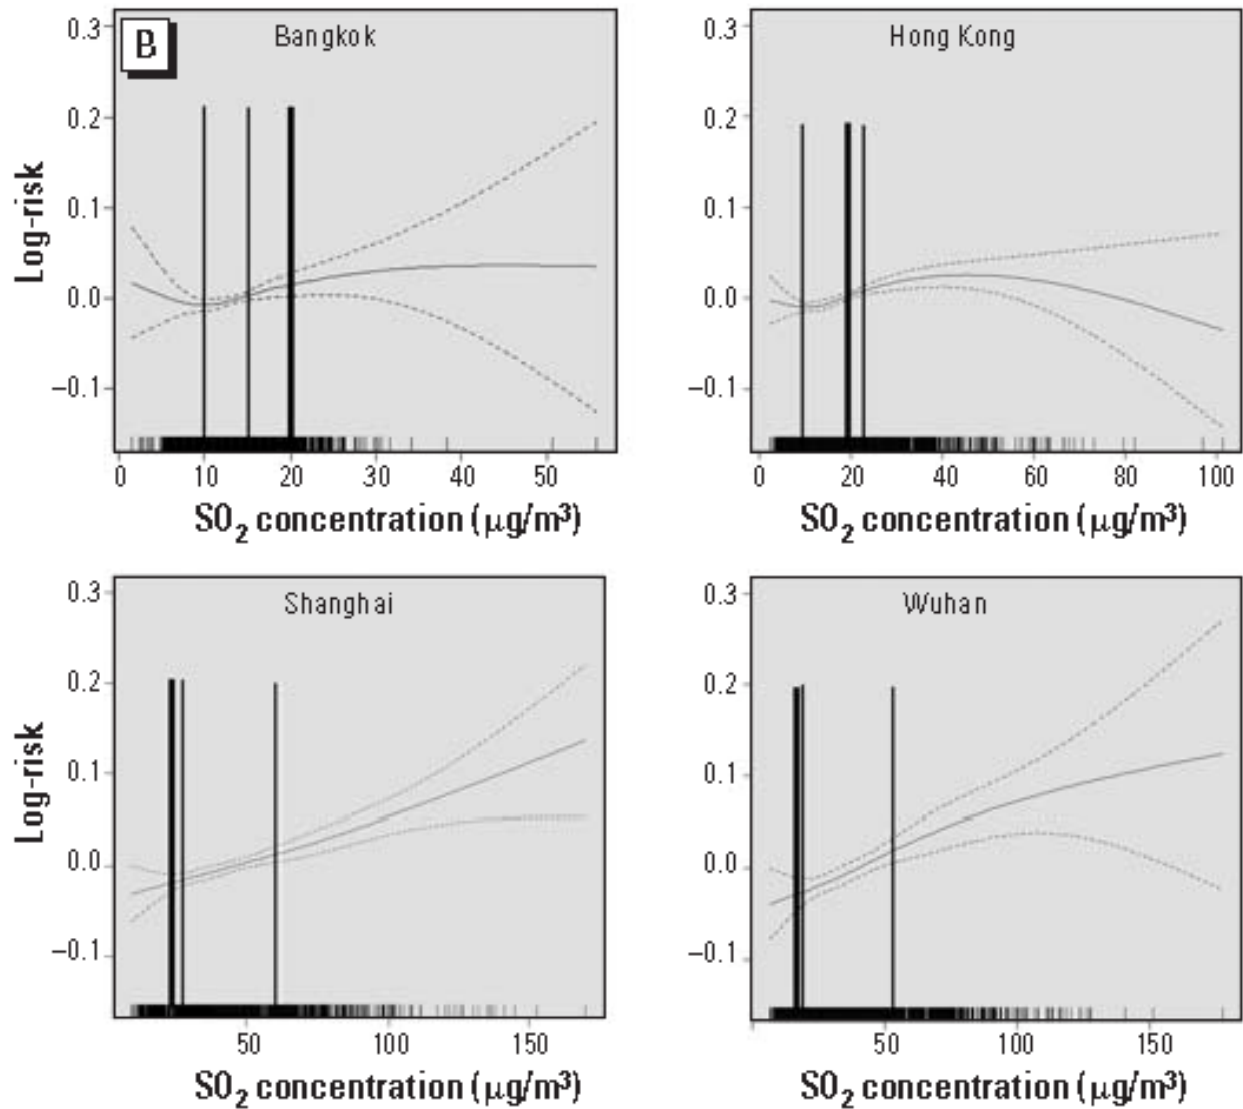 B
Bangkok
0.3
0.2
0.1
0.0
–0.1
Log-risk
0 10 20 30 40 50
SO2 concentration (μg/m³)
Hong Kong
0.3
0.2
0.1
0.0
–0.1
0 20 40 60 80 100
SO2 concentration (μg/m³)
Shanghai
0.3
0.2
0.1
0.0
–0.1
Log-risk
50 100 150
SO2 concentration (μg/m³)
Wuhan
0.3
0.2
0.1
0.0
–0.1
50 100 150
SO2 concentration (μg/m³)